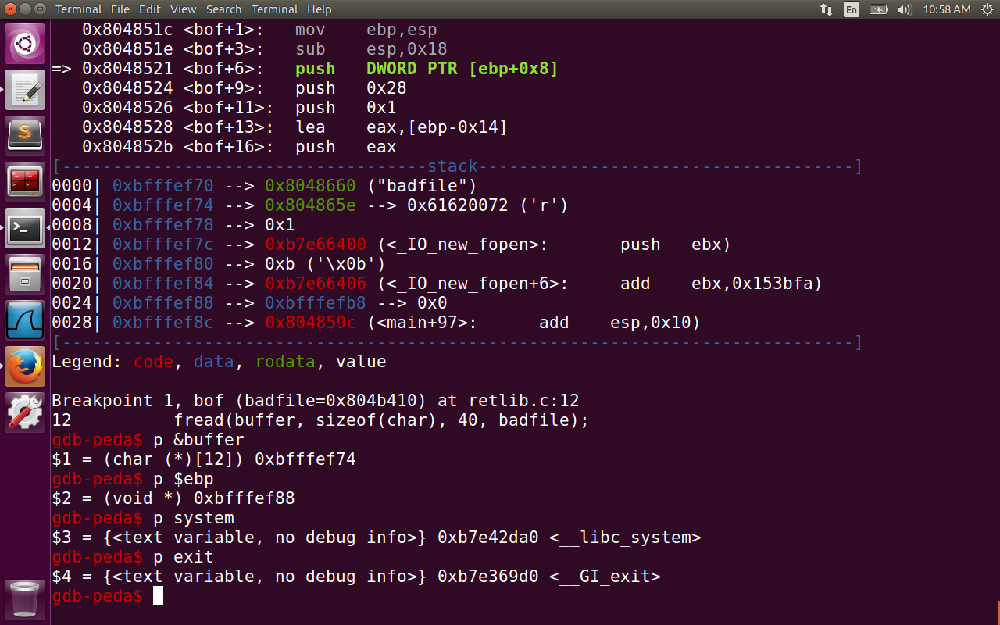 Terminal File Edit View Search Terminal Help En 10:58 AM
0x804851c <bof+1>: mov ebp,esp
0x804851e <bof+3>: sub esp,0x18
=> 0x8048521 <bof+6>: push DWORD PTR [ebp+0x8]
0x8048524 <bof+9>: push 0x28
0x8048526 <bof+11>: push 0x1
0x8048528 <bof+13>: lea eax,[ebp-0x14]
0x804852b <bof+16>: push eax
[------------------------------------stack-------------------------------------]
0000| 0xbfffef70 --> 0x8048660 ("badfile")
0004| 0xbfffef74 --> 0x804865e --> 0x61620072 ('r')
0008| 0xbfffef78 --> 0x1
0012| 0xbfffef7c --> 0xb7e66400 (<_IO_new_fopen>: push ebx)
0016| 0xbfffef80 --> 0xb ('\x0b')
0020| 0xbfffef84 --> 0xb7e66406 (<_IO_new_fopen+6>: add ebx,0x153bfa)
0024| 0xbfffef88 --> 0xbfffefb8 --> 0x0
0028| 0xbfffef8c --> 0x804859c (<main+97>: add esp,0x10)
[------------------------------------------------------------------------------]
Legend: code, data, rodata, value
Breakpoint 1, bof (badfile=0x804b410) at retlib.c:12
12 fread(buffer, sizeof(char), 40, badfile);
gdb-peda$ p &buffer
$1 = (char (*)[12]) 0xbfffef74
gdb-peda$ p $ebp
$2 = (void *) 0xbfffef88
gdb-peda$ p system
$3 = {<text variable, no debug info>} 0xb7e42da0 <__libc_system>
gdb-peda$ p exit
$4 = {<text variable, no debug info>} 0xb7e369d0 <__GI_exit>
gdb-peda$